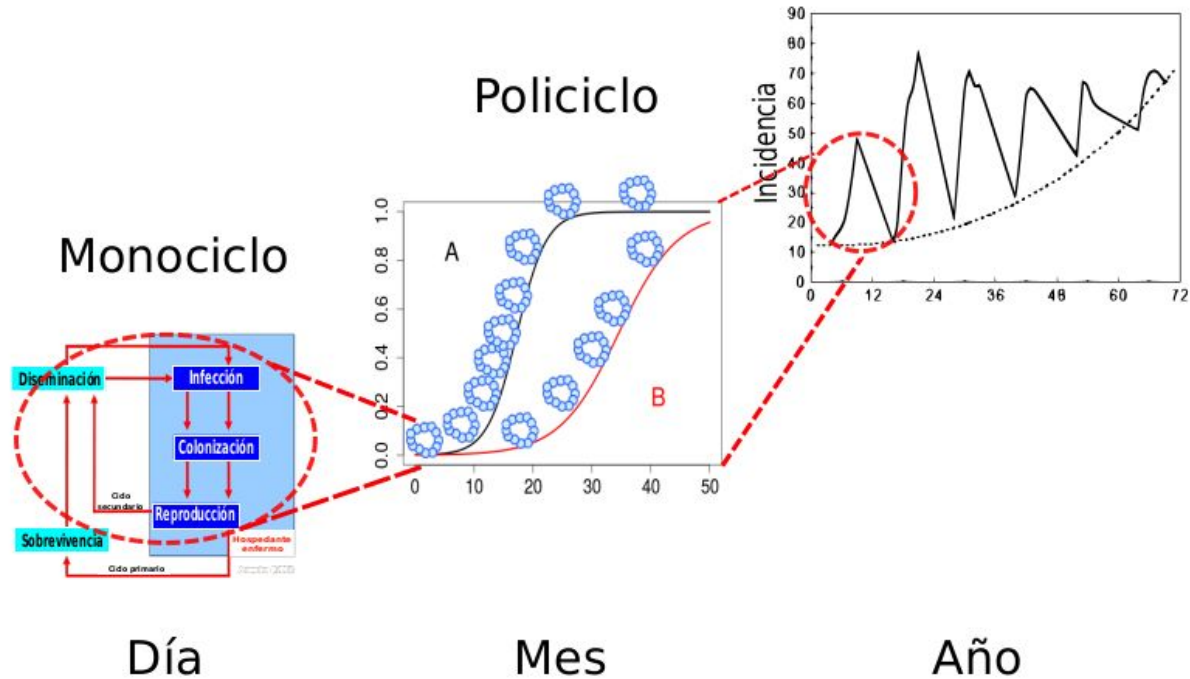 Monociclo
Diseminación
Infección
Colonización
Ciclo
secundario
Reproducción
Sobrevivencia
Hospedante
enfermo
Ciclo primario
Día
Policiclo
1.0
0.8
0.6
0.4
0.2
0.0
A
B
0 10 20 30 40 50
Mes
Incidencia
90
80
70
60
50
40
30
20
10
0
0 12 24 36 48 60 72
Año